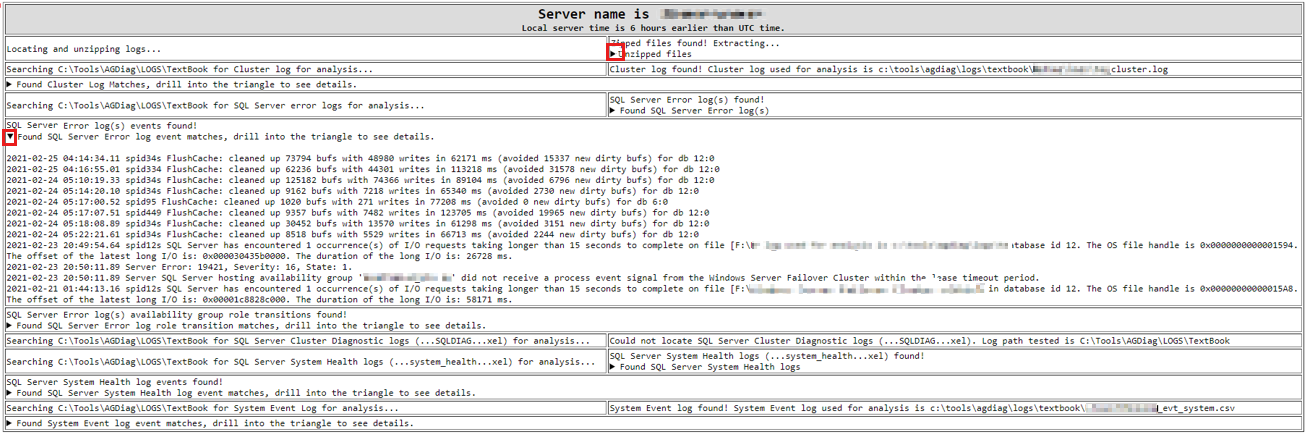 Server name is
Local server time is 6 hours earlier than UTC time.
Locating and unzipping logs...
Zipped files found! Extracting...
▶ Unzipped files
Searching C:\Tools\AGDiag\LOGS\TextBook for Cluster log for analysis...
Cluster log found! Cluster log used for analysis is c:\tools\agdiag\logs\textbook\ _cluster.log
▶ Found Cluster Log Matches, drill into the triangle to see details.
Searching C:\Tools\AGDiag\LOGS\TextBook for SQL Server error logs for analysis...
SQL Server Error log(s) found!
▶ Found SQL Server Error log(s)
SQL Server Error log(s) events found!
▼ Found SQL Server Error log event matches, drill into the triangle to see details.
2021-02-25 04:14:34.11 spid34s FlushCache: cleaned up 73794 bufs with 48980 writes in 62171 ms (avoided 15337 new dirty bufs) for db 12:0
2021-02-25 04:16:55.01 spid334 FlushCache: cleaned up 62236 bufs with 44301 writes in 113218 ms (avoided 31578 new dirty bufs) for db 12:0
2021-02-24 05:10:19.33 spid34s FlushCache: cleaned up 125182 bufs with 74366 writes in 89104 ms (avoided 6796 new dirty bufs) for db 12:0
2021-02-24 05:14:20.10 spid34s FlushCache: cleaned up 9162 bufs with 7218 writes in 65340 ms (avoided 2730 new dirty bufs) for db 12:0
2021-02-24 05:17:00.52 spid95 FlushCache: cleaned up 1020 bufs with 271 writes in 77208 ms (avoided 0 new dirty bufs) for db 6:0
2021-02-24 05:17:07.51 spid449 FlushCache: cleaned up 9357 bufs with 7482 writes in 123705 ms (avoided 19965 new dirty bufs) for db 12:0
2021-02-24 05:18:08.89 spid34s FlushCache: cleaned up 30452 bufs with 13570 writes in 61298 ms (avoided 3151 new dirty bufs) for db 12:0
2021-02-24 05:22:21.61 spid34s FlushCache: cleaned up 8518 bufs with 5529 writes in 66713 ms (avoided 2244 new dirty bufs) for db 12:0
2021-02-23 20:49:54.64 spid12s SQL Server has encountered 1 occurrence(s) of I/O requests taking longer than 15 seconds to complete on file [F:\ id 12. The OS file handle is 0x0000000000001594.
The offset of the latest long I/O is: 0x000030435b0000. The duration of the long I/O is: 26728 ms.
2021-02-23 20:50:11.89 Server Error: 19421, Severity: 16, State: 1.
2021-02-23 20:50:11.89 Server SQL Server hosting availability group ' ' did not receive a process event signal from the Windows Server Failover Cluster within the lease timeout period.
2021-02-21 01:44:13.16 spid12s SQL Server has encountered 1 occurrence(s) of I/O requests taking longer than 15 seconds to complete on file [F:\ in database id 12. The OS file handle is 0x00000000000015A8.
The offset of the latest long I/O is: 0x00001c8828c000. The duration of the long I/O is: 58171 ms.
SQL Server Error log(s) availability group role transitions found!
▶ Found SQL Server Error log role transition matches, drill into the triangle to see details.
Searching C:\Tools\AGDiag\LOGS\TextBook for SQL Server Cluster Diagnostic logs (...SQLDIAG...xel) for analysis...
Could not locate SQL Server Cluster Diagnostic logs (...SQLDIAG...xel). Log path tested is C:\Tools\AGDiag\LOGS\TextBook
Searching C:\Tools\AGDiag\LOGS\TextBook for SQL Server System Health logs (...system_health...xel) for analysis...
SQL Server System Health logs (...system_health...xel) found!
▶ Found SQL Server System Health logs
SQL Server System Health log events found!
▶ Found SQL Server System Health log event matches, drill into the triangle to see details.
Searching C:\Tools\AGDiag\LOGS\TextBook for System Event Log for analysis...
System Event log found! System Event log used for analysis is c:\tools\agdiag\logs\textbook\ _evt_system.csv
▶ Found System Event log event matches, drill into the triangle to see details.